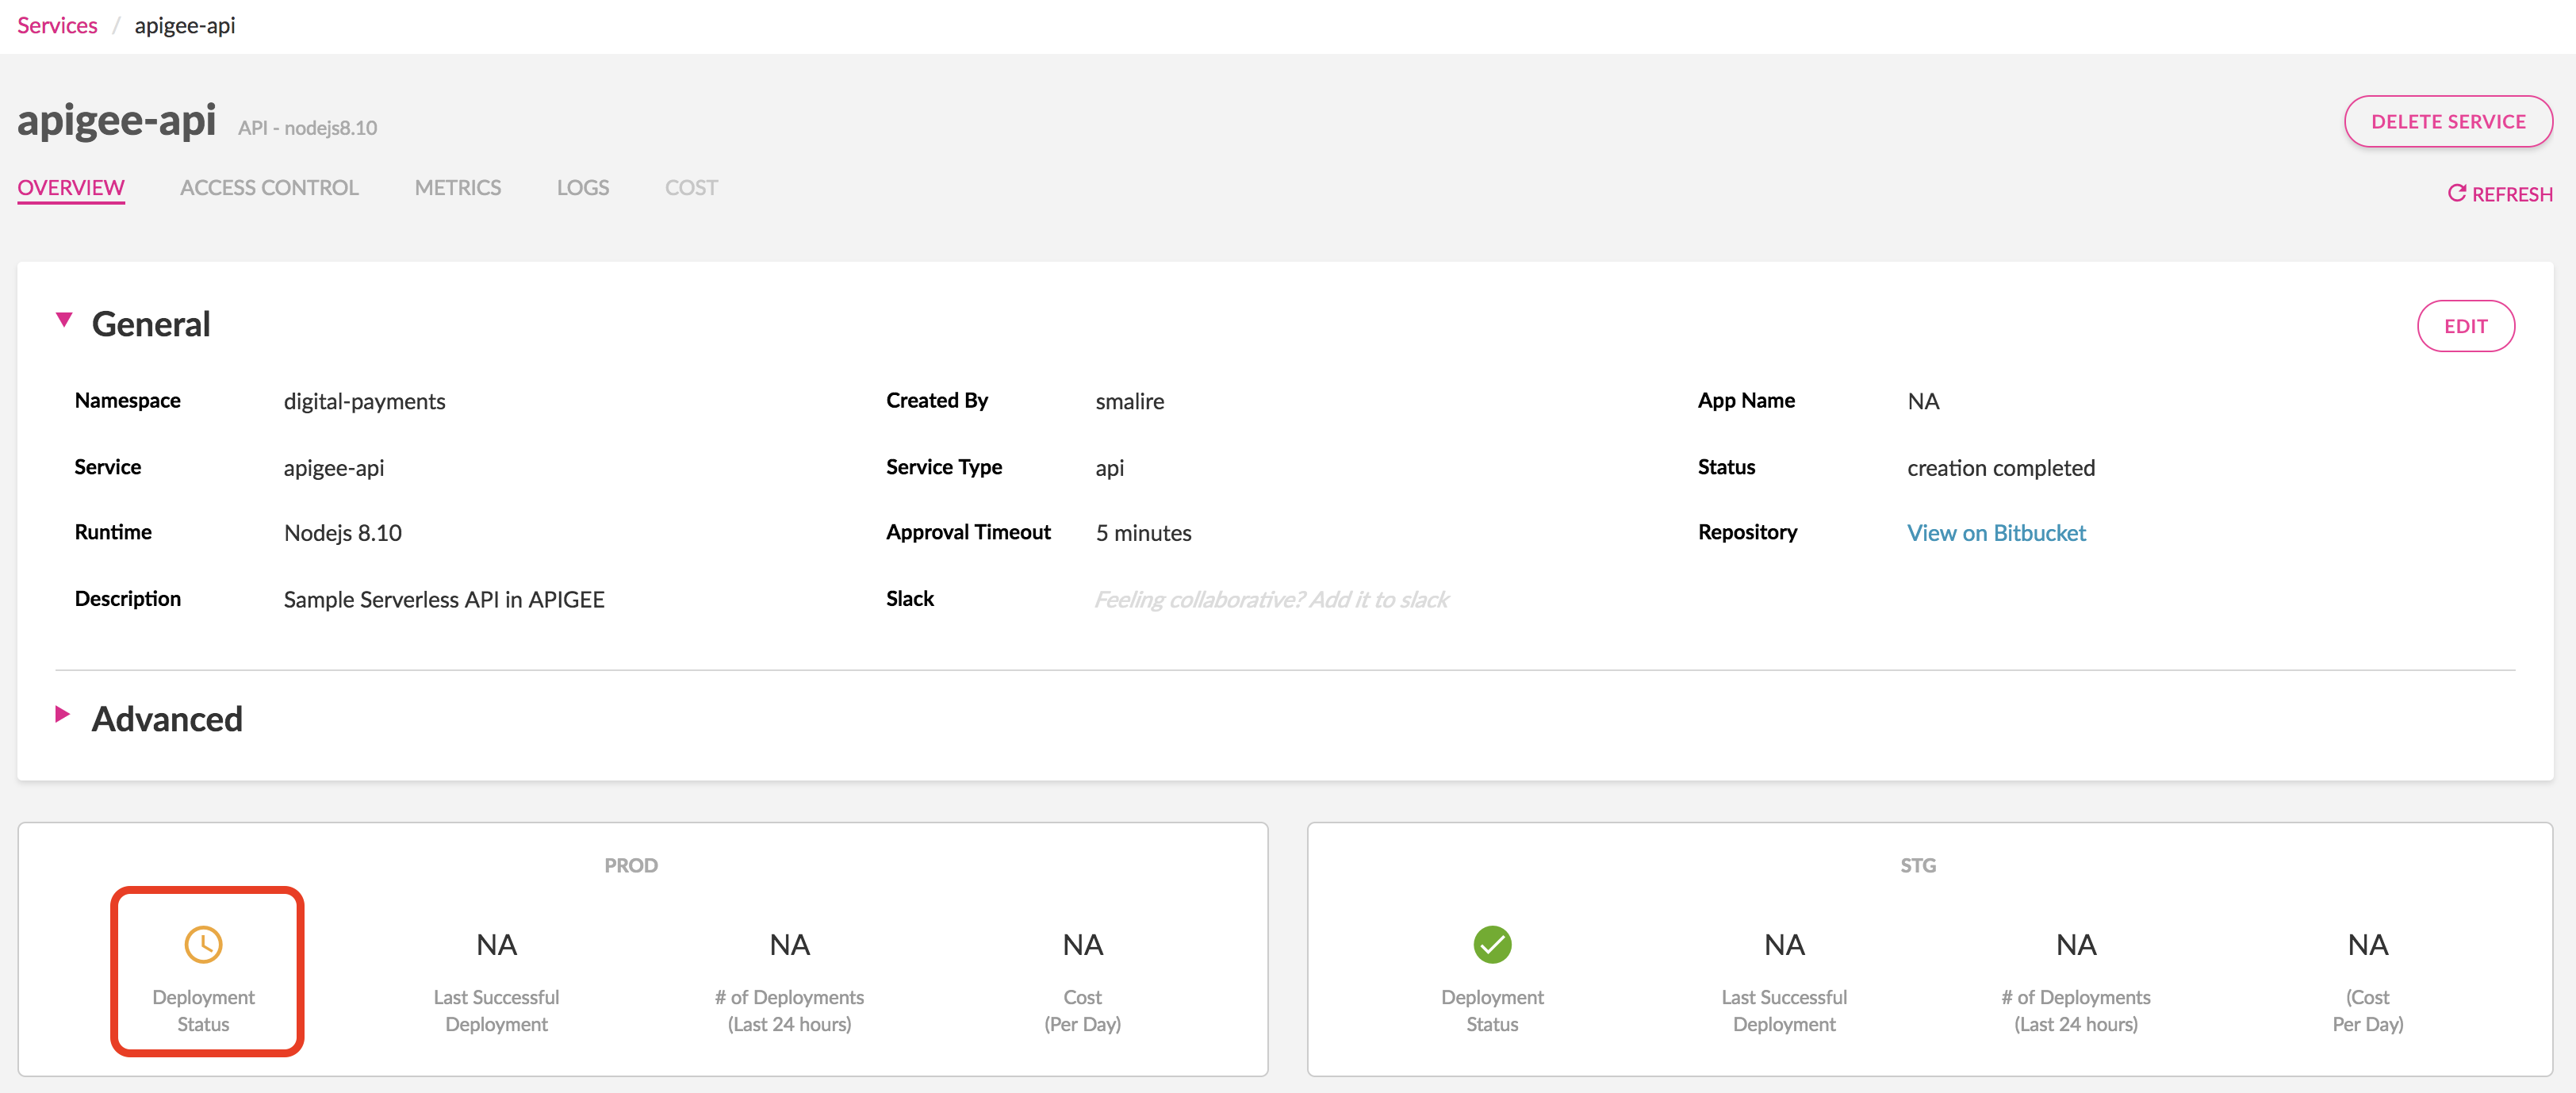 Services / apigee-api
apigee-api API - nodejs8.10
DELETE SERVICE
OVERVIEW ACCESS CONTROL METRICS LOGS COST
REFRESH
General
EDIT
Namespace digital-payments Created By smalire App Name NA
Service apigee-api Service Type api Status creation completed
Runtime Nodejs 8.10 Approval Timeout 5 minutes Repository View on Bitbucket
Description Sample Serverless API in APIGEE Slack Feeling collaborative? Add it to slack
Advanced
PROD
NA NA NA
Deployment Last Successful # of Deployments Cost
Status Deployment (Last 24 hours) (Per Day)
STG
NA NA NA
Deployment Last Successful # of Deployments (Cost
Status Deployment (Last 24 hours) Per Day)